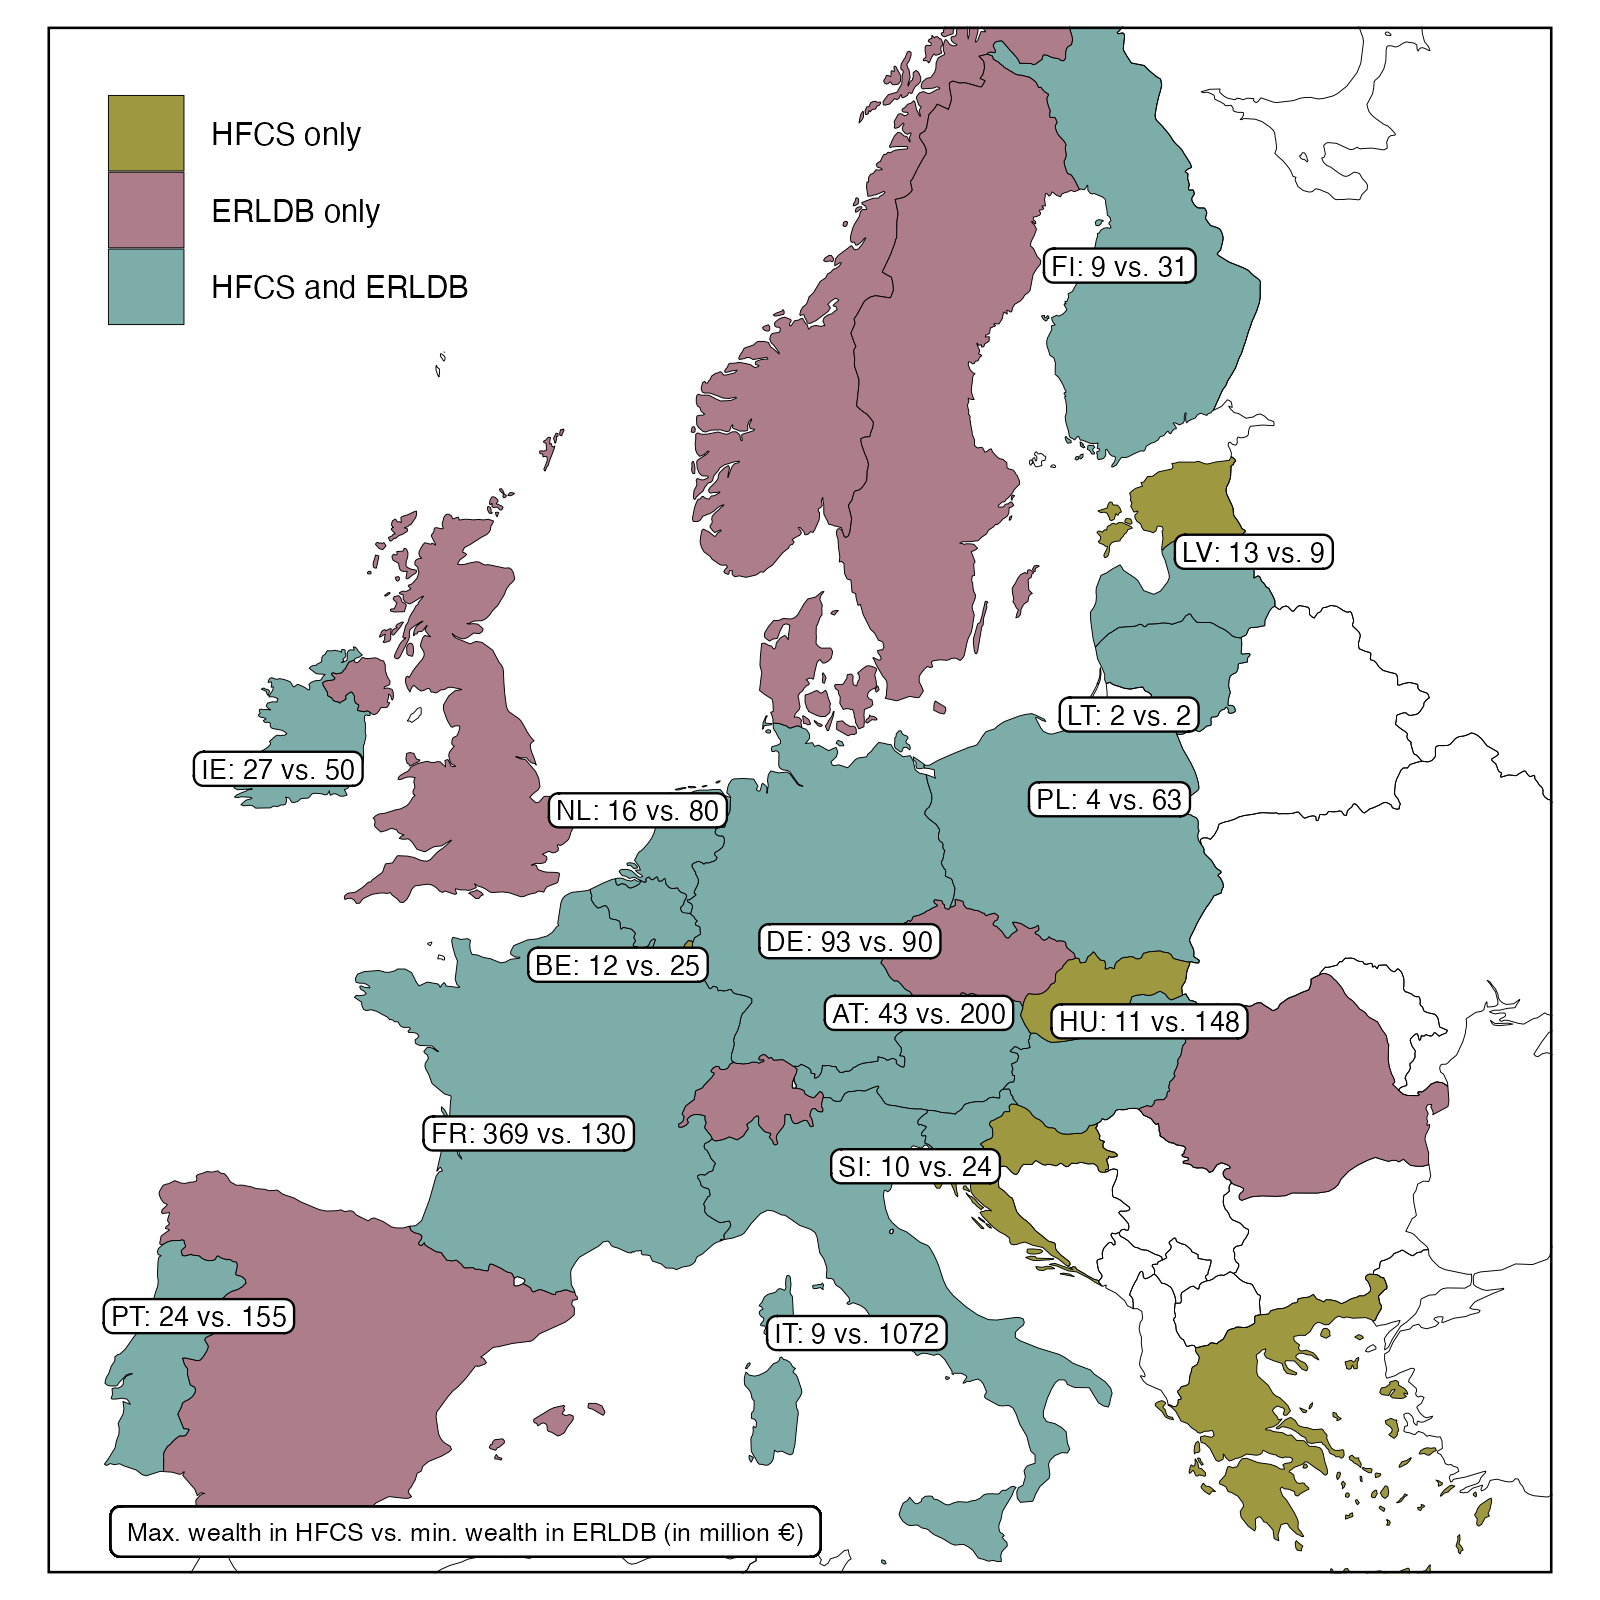 HFCS only
ERLDB only
HFCS and ERLDB
FI: 9 vs. 31
LV: 13 vs. 9
LT: 2 vs. 2
IE: 27 vs. 50
NL: 16 vs. 80
PL: 4 vs. 63
DE: 93 vs. 90
BE: 12 vs. 25
AT: 43 vs. 200
HU: 11 vs. 148
FR: 369 vs. 130
SI: 10 vs. 24
PT: 24 vs. 155
IT: 9 vs. 1072
Max. wealth in HFCS vs. min. wealth in ERLDB (in million €)